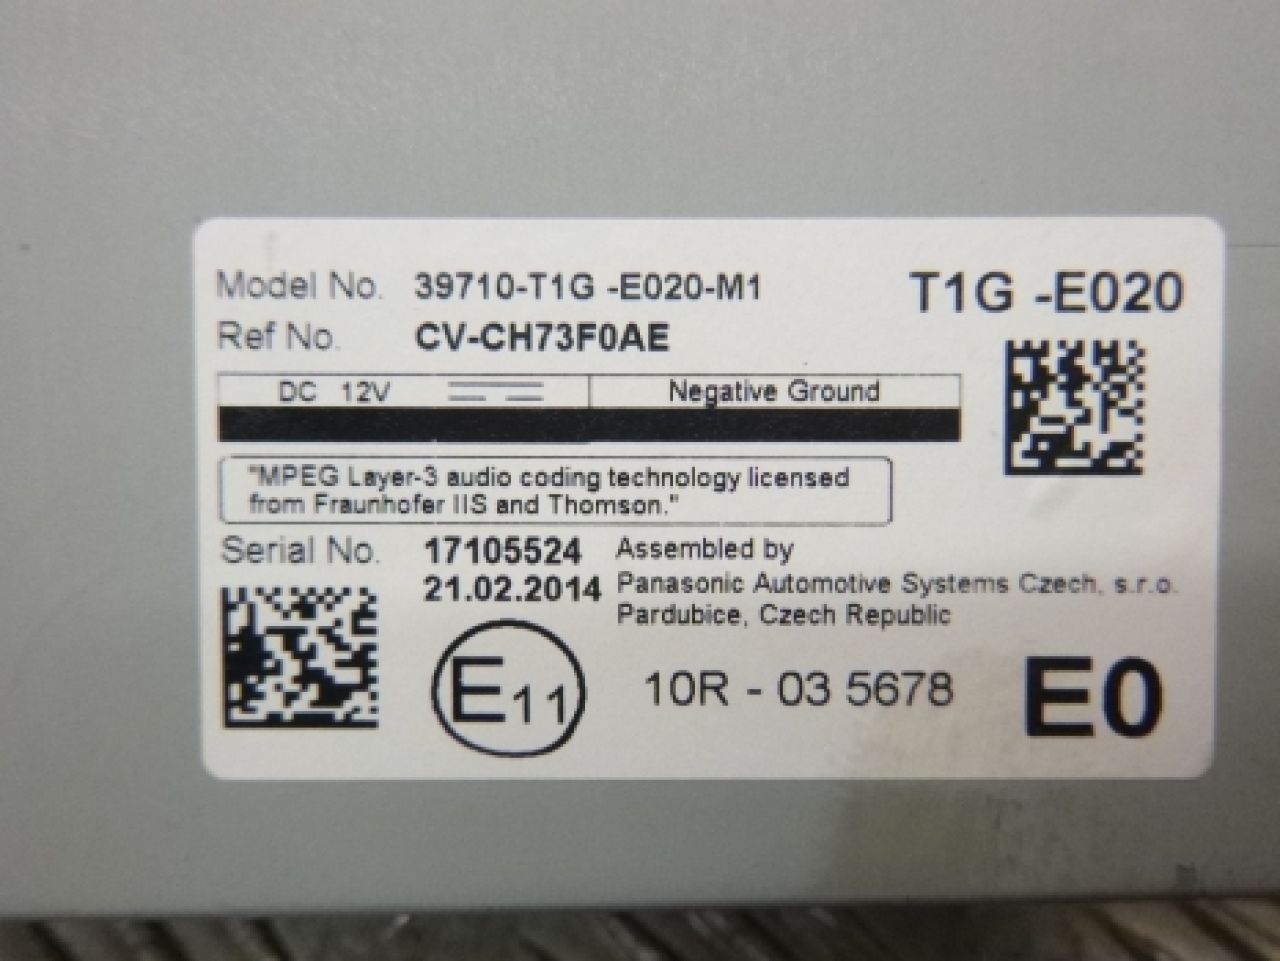 Model No. 39710-T1G -E020-M1
T1G -E020
Ref No. CV-CH73F0AE
DC 12V
Negative Ground
"MPEG Layer-3 audio coding technology licensed
from Fraunhofer IIS and Thomson."
Serial No. 17105524
21.02.2014
Assembled by
Panasonic Automotive Systems Czech, s.r.o.
Pardubice, Czech Republic
E11
10R - 03 5678
E0